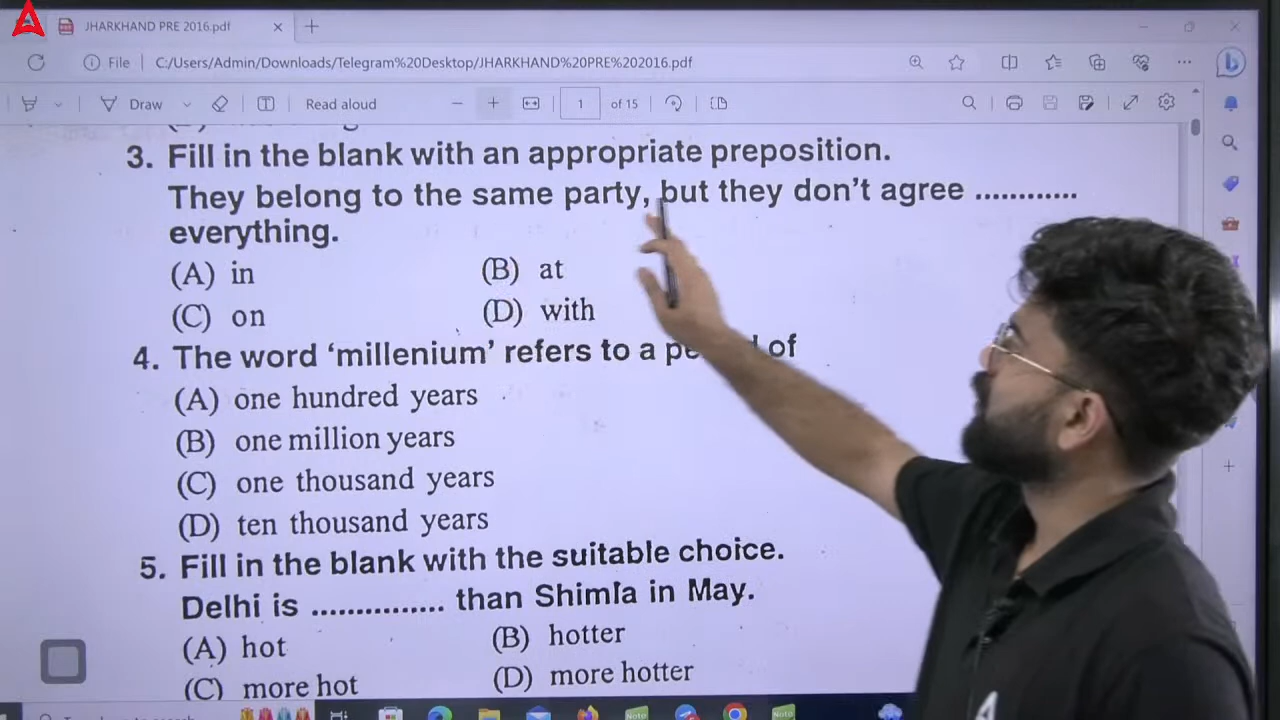 JHARKHAND PRE 2016.pdf
File C:/Users/Admin/Downloads/Telegram%20Desktop/JHARKHAND%20PRE%202016.pdf
Draw Read aloud 1 of 15
3. Fill in the blank with an appropriate preposition.
They belong to the same party, but they don't agree ............
everything.
(A) in (B) at
(C) on (D) with
4. The word 'millenium' refers to a of
(A) one hundred years
(B) one million years
(C) one thousand years
(D) ten thousand years
5. Fill in the blank with the suitable choice.
Delhi is ............... than Shimla in May.
(A) hot (B) hotter
(C) more hot (D) more hotter